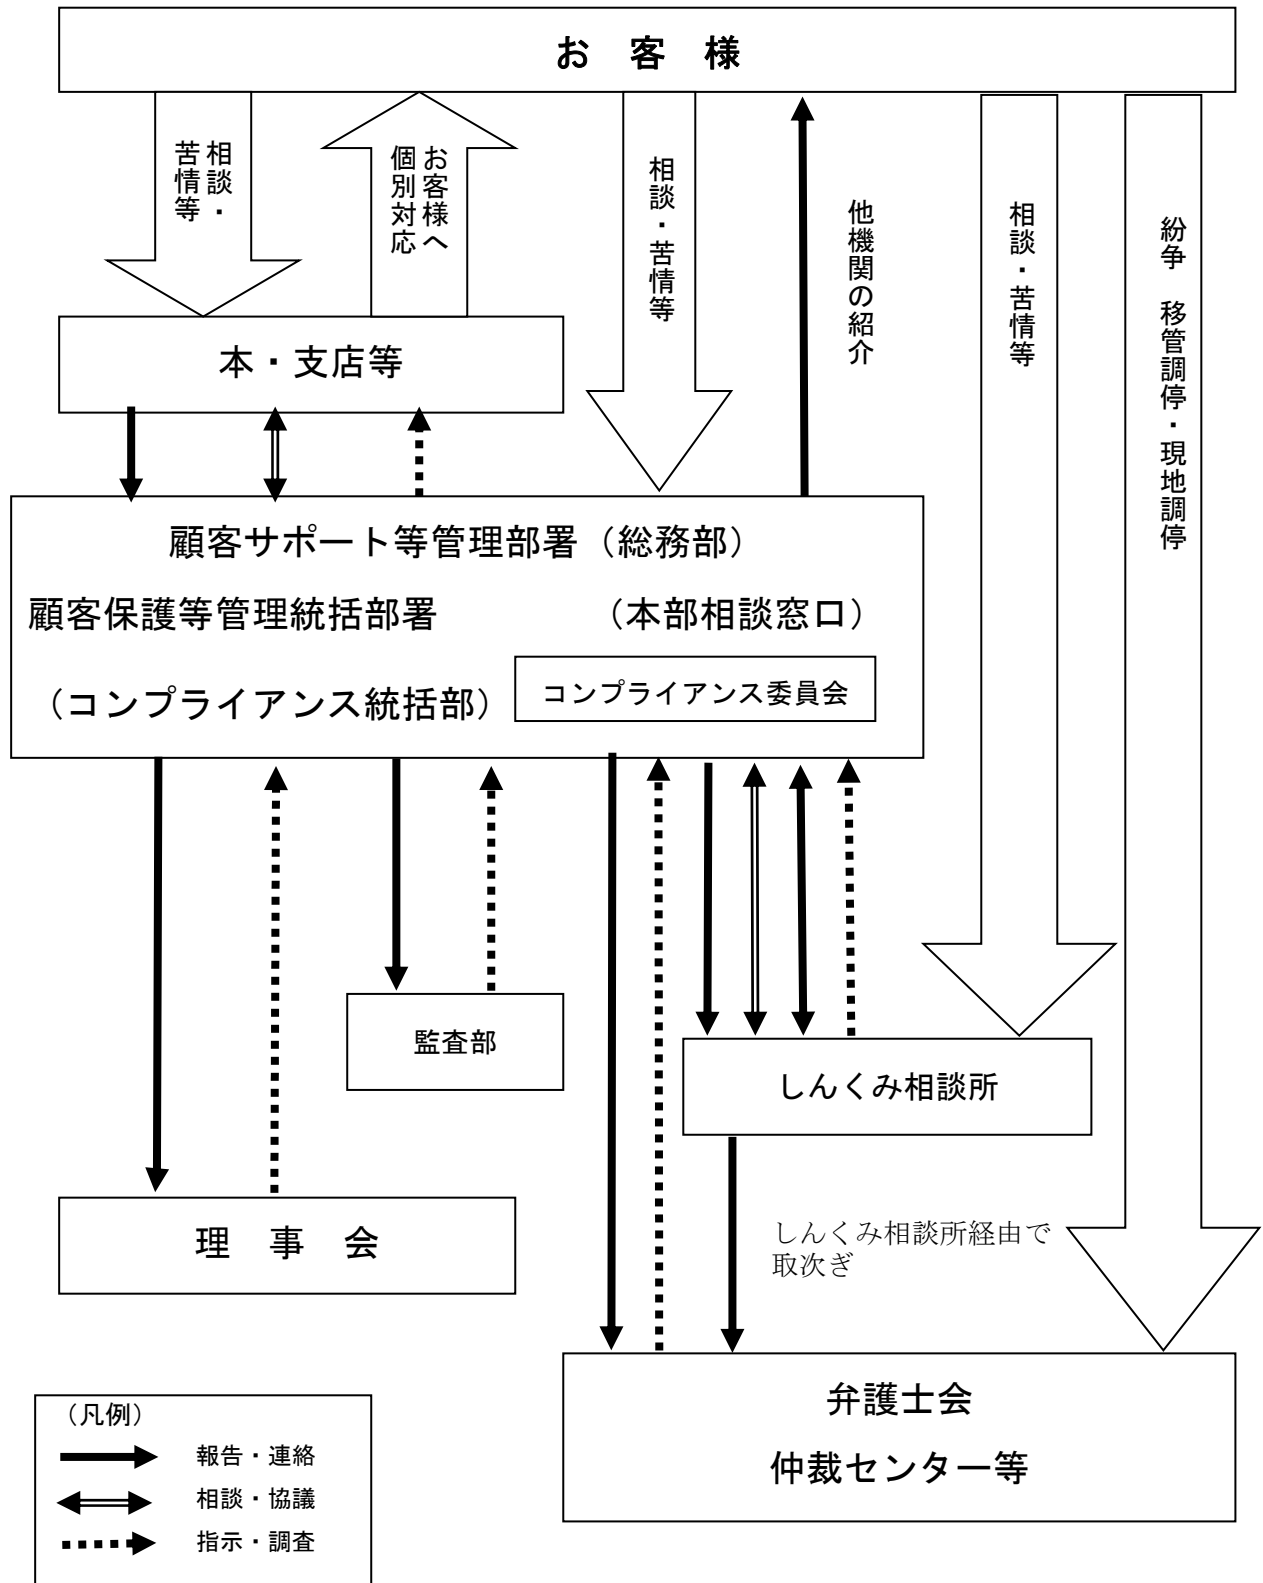 お　客　様
相談・
苦情等
お客様へ
個別対応
相談・苦情等
他機関の紹介
相談・苦情等
紛争　移管調停・現地調停
本・支店等
顧客サポート等管理部署（総務部）
顧客保護等管理統括部署　　　　　（本部相談窓口）
（コンプライアンス統括部）
コンプライアンス委員会
監査部
しんくみ相談所
理　事　会
しんくみ相談所経由で
取次ぎ
弁護士会
仲裁センター等
（凡例）
報告・連絡
相談・協議
指示・調査